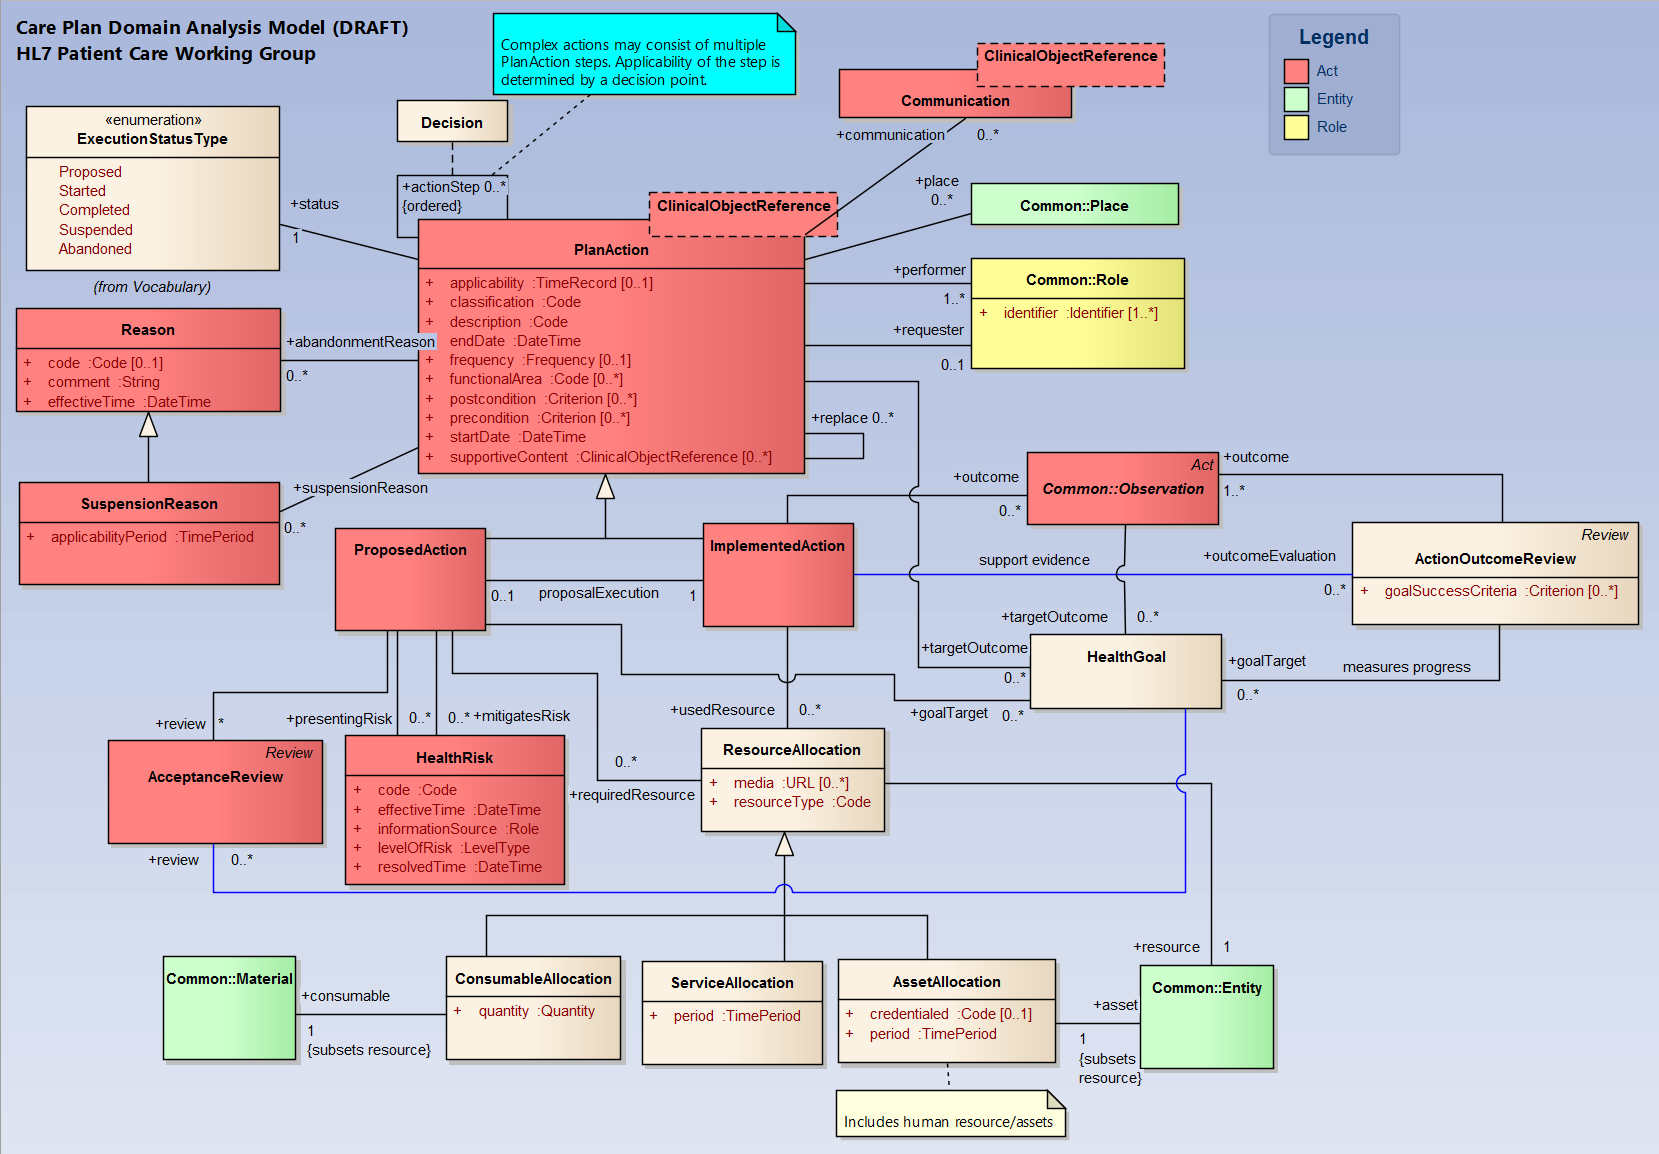 Care Plan Domain Analysis Model (DRAFT)
HL7 Patient Care Working Group
Complex actions may consist of multiple
PlanAction steps. Applicability of the step is
determined by a decision point.
ClinicalObjectReference
Communication
Legend
Act
Entity
Role
«enumeration»
ExecutionStatusType
Proposed
Started
Completed
Suspended
Abandoned
(from Vocabulary)
Decision
+actionStep 0..*
{ordered}
+communication
0..*
+status
1
ClinicalObjectReference
PlanAction
+ applicability :TimeRecord [0..1]
+ classification :Code
+ description :Code
+ endDate :DateTime
+ frequency :Frequency [0..1]
+ functionalArea :Code [0..*]
+ postcondition :Criterion [0..*]
+ precondition :Criterion [0..*]
+ startDate :DateTime
+ supportiveContent :ClinicalObjectReference [0..*]
+place
0..*
Common::Place
+performer
1..*
Common::Role
+ identifier :Identifier [1..*]
+requester
0..1
Reason
+ code :Code [0..1]
+ comment :String
+ effectiveTime :DateTime
+abandonmentReason
0..*
+replace 0..*
SuspensionReason
+ applicabilityPeriod :TimePeriod
+suspensionReason
0..*
+outcome
0..*
Act
Common::Observation
+outcome
1..*
ProposedAction
ImplementedAction
0..1
proposalExecution
1
support evidence
+outcomeEvaluation
0..*
Review
ActionOutcomeReview
+ goalSuccessCriteria :Criterion [0..*]
+targetOutcome
0..*
+targetOutcome
0..*
HealthGoal
+goalTarget
0..*
measures progress
+goalTarget
0..*
+review
*
+presentingRisk
0..*
0..*
+mitigatesRisk
+usedResource
0..*
Review
AcceptanceReview
HealthRisk
+ code :Code
+ effectiveTime :DateTime
+ informationSource :Role
+ levelOfRisk :LevelType
+ resolvedTime :DateTime
0..*
+requiredResource
ResourceAllocation
+ media :URL [0..*]
+ resourceType :Code
+review
0..*
+resource
1
Common::Material
+consumable
1
{subsets resource}
ConsumableAllocation
+ quantity :Quantity
ServiceAllocation
+ period :TimePeriod
AssetAllocation
+ credentialed :Code [0..1]
+ period :TimePeriod
+asset
1
{subsets
resource}
Common::Entity
Includes human resource/assets